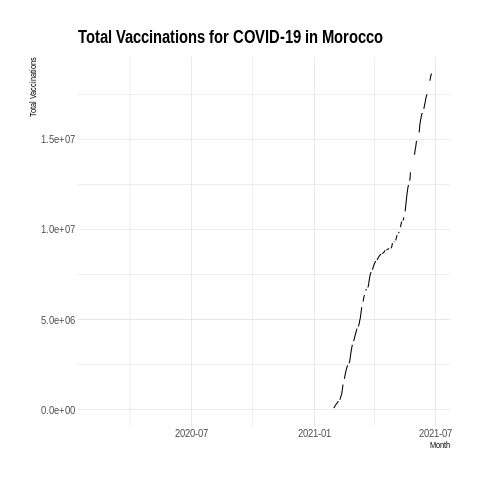 Total Vaccinations for COVID-19 in Morocco
Total Vaccinations
1.5e+07
1.0e+07
5.0e+06
0.0e+00
2020-07 2021-01 2021-07
Month